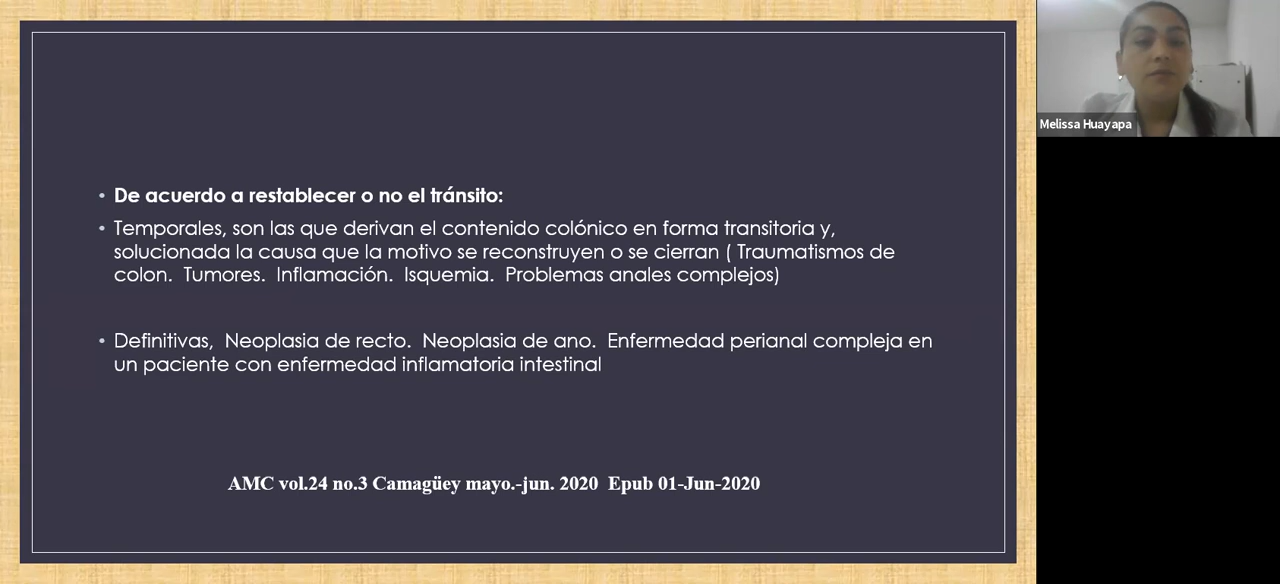 • De acuerdo a restablecer o no el tránsito:
• Temporales, son las que derivan el contenido colónico en forma transitoria y,
solucionada la causa que la motivo se reconstruyen o se cierran ( Traumatismos de
colon.  Tumores.  Inflamación.  Isquemia.  Problemas anales complejos)
• Definitivas,  Neoplasia de recto.  Neoplasia de ano.  Enfermedad perianal compleja en
un paciente con enfermedad inflamatoria intestinal
AMC vol.24 no.3 Camagüey mayo.-jun. 2020  Epub 01-Jun-2020
Melissa Huayapa